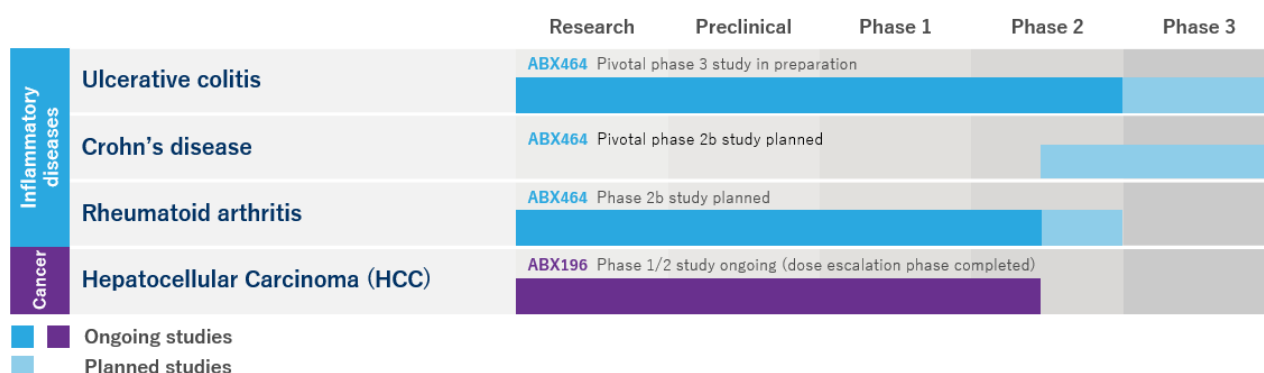 Research Preclinical Phase 1 Phase 2 Phase 3
Inflammatory
diseases
Ulcerative colitis
ABX464 Pivotal phase 3 study in preparation
Crohn’s disease
ABX464 Pivotal phase 2b study planned
Rheumatoid arthritis
ABX464 Phase 2b study planned
Cancer
Hepatocellular Carcinoma (HCC)
ABX196 Phase 1/2 study ongoing (dose escalation phase completed)
Ongoing studies
Planned studies